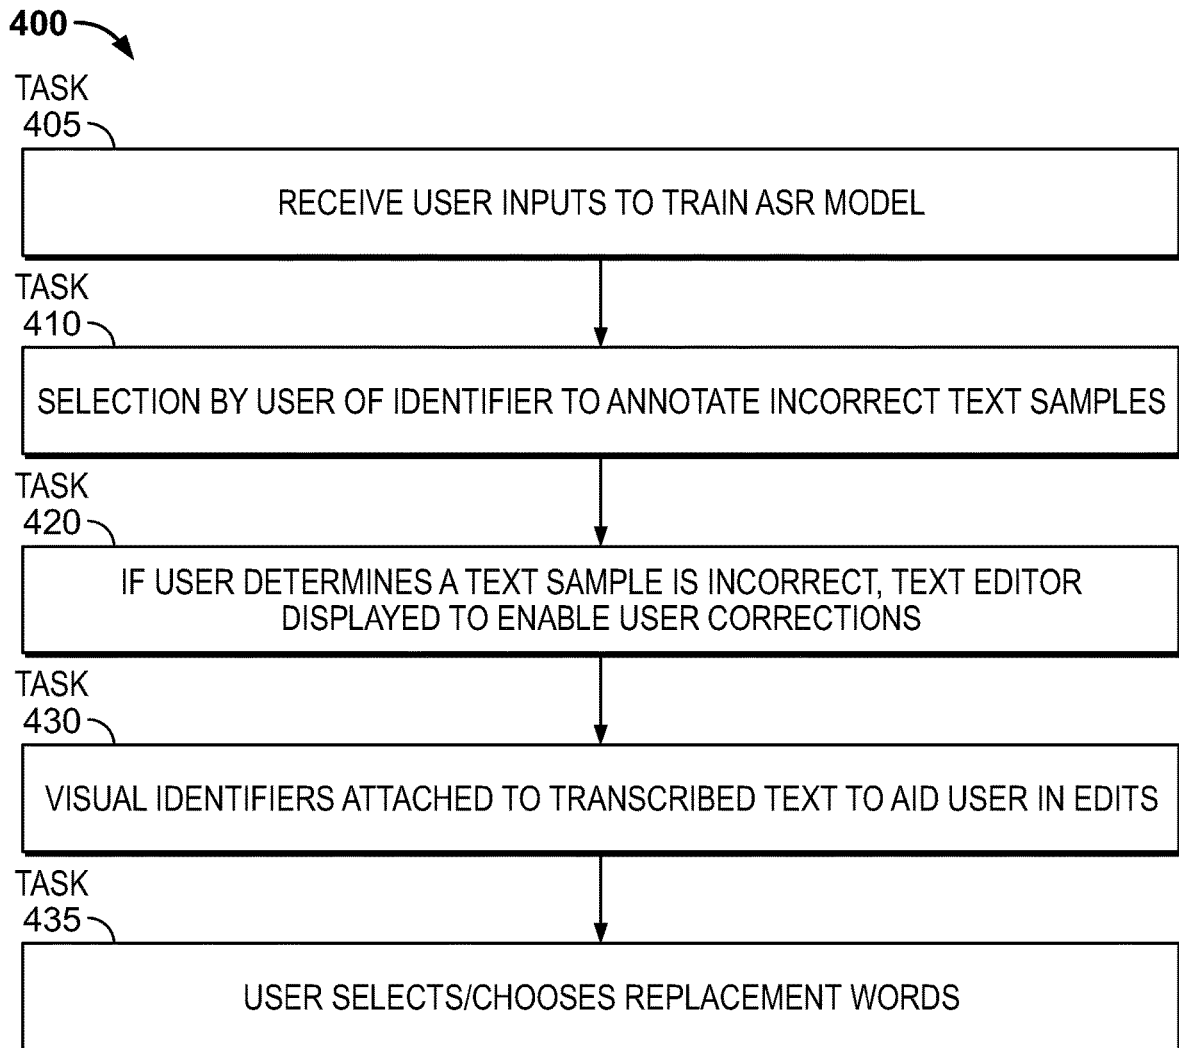 400
TASK
405
RECEIVE USER INPUTS TO TRAIN ASR MODEL
TASK
410
SELECTION BY USER OF IDENTIFIER TO ANNOTATE INCORRECT TEXT SAMPLES
TASK
420
IF USER DETERMINES A TEXT SAMPLE IS INCORRECT, TEXT EDITOR
DISPLAYED TO ENABLE USER CORRECTIONS
TASK
430
VISUAL IDENTIFIERS ATTACHED TO TRANSCRIBED TEXT TO AID USER IN EDITS
TASK
435
USER SELECTS/CHOOSES REPLACEMENT WORDS